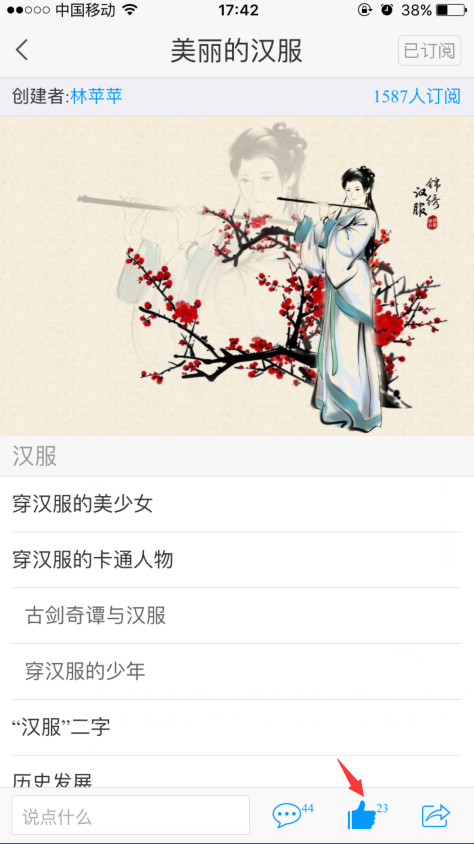 中国移动 17:42 38%
美丽的汉服 已订阅
创建者:林苹苹 1587人订阅
锦绣
汉服
汉服
穿汉服的美少女
穿汉服的卡通人物
古剑奇谭与汉服
穿汉服的少年
“汉服”二字
历史发展
说点什么 44 23